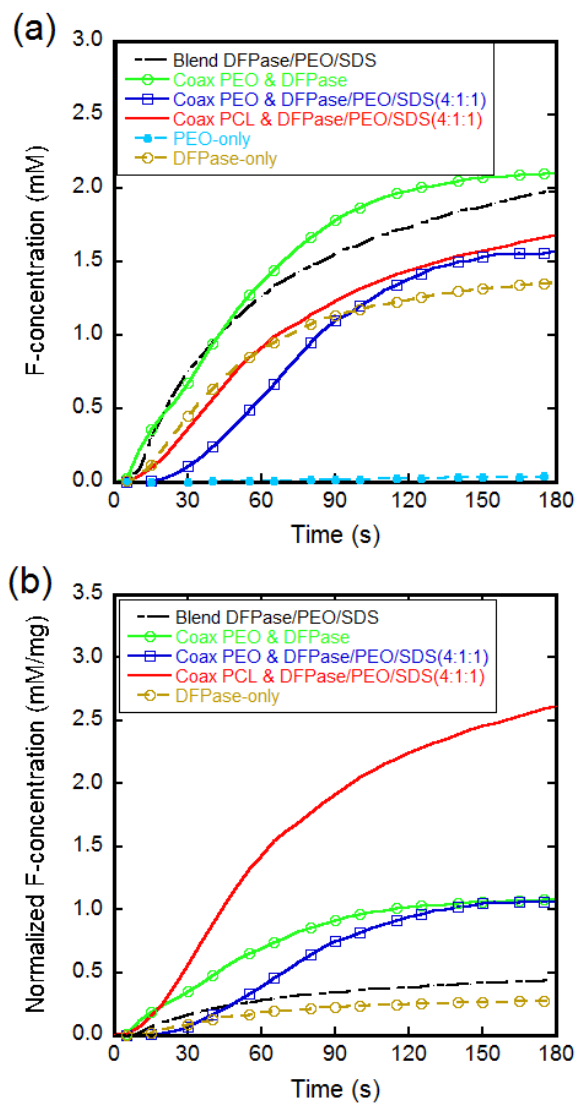 (a)
3.0
2.5
2.0
1.5
1.0
0.5
0.0
F-concentration (mM)
Blend DFPase/PEO/SDS
Coax PEO & DFPase
Coax PEO & DFPase/PEO/SDS(4:1:1)
Coax PCL & DFPase/PEO/SDS(4:1:1)
PEO-only
DFPase-only
0 30 60 90 120 150 180
Time (s)
(b)
3.5
3.0
2.5
2.0
1.5
1.0
0.5
0.0
Normalized F-concentration (mM/mg)
Blend DFPase/PEO/SDS
Coax PEO & DFPase
Coax PEO & DFPase/PEO/SDS(4:1:1)
Coax PCL & DFPase/PEO/SDS(4:1:1)
DFPase-only
0 30 60 90 120 150 180
Time (s)